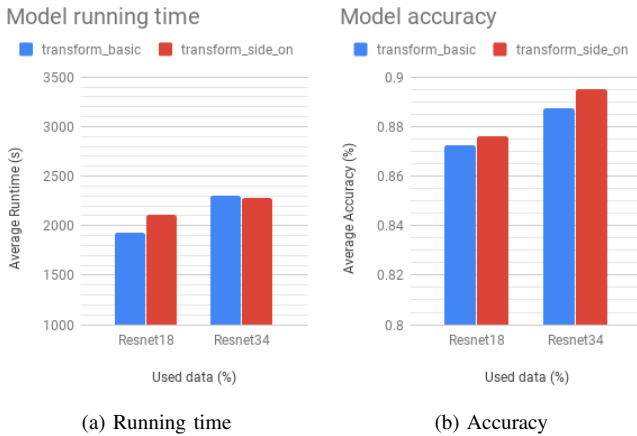 Model running time
transform_basic transform_side_on
3500
3000
2500
2000
1500
1000
Average Runtime (s)
Resnet18 Resnet34
Used data (%)
(a) Running time
Model accuracy
transform_basic transform_side_on
0.9
0.88
0.86
0.84
0.82
0.8
Average Accuracy (%)
Resnet18 Resnet34
Used data (%)
(b) Accuracy